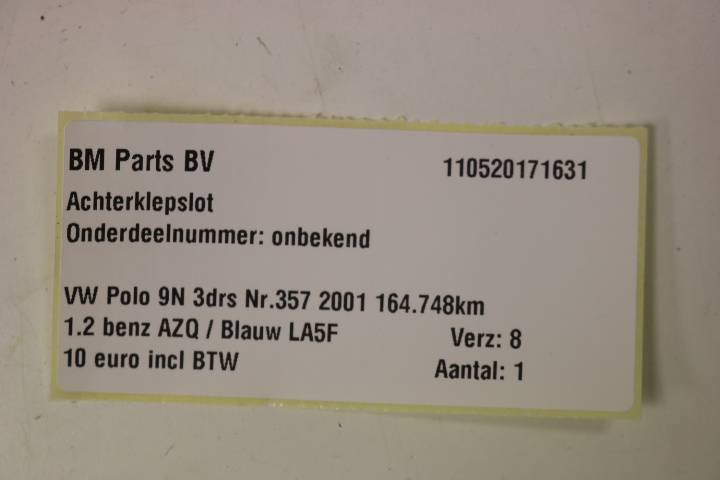 BM Parts BV 110520171631
Achterklepslot
Onderdeelnummer: onbekend
VW Polo 9N 3drs Nr.357 2001 164.748km
1.2 benz AZQ / Blauw LA5F Verz: 8
10 euro incl BTW Aantal: 1